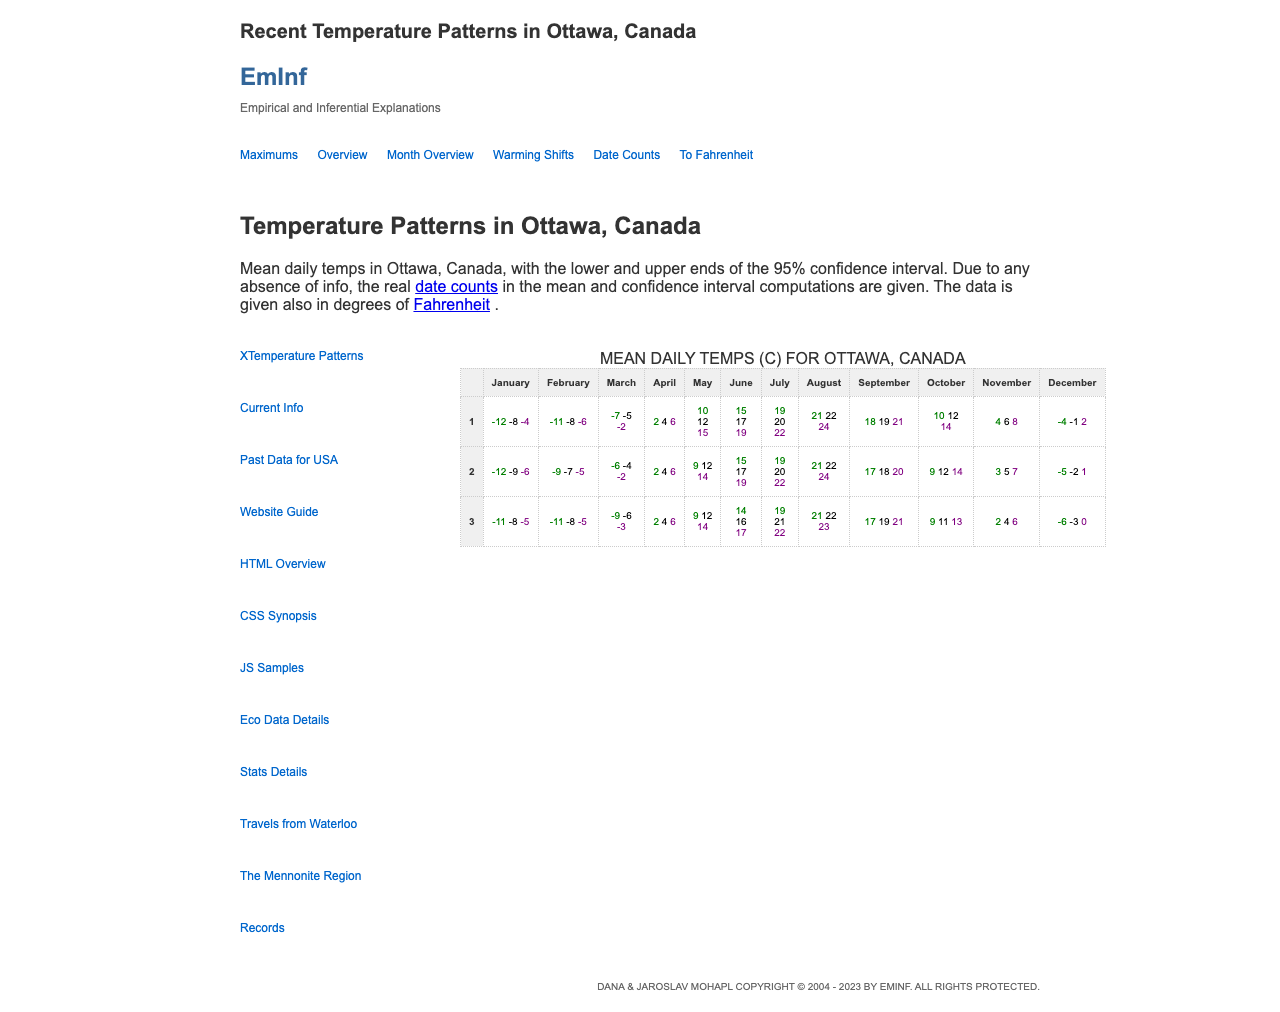 Recent Temperature Patterns in Ottawa, Canada
EmInf
Empirical and Inferential Explanations
Maximums Overview Month Overview Warming Shifts Date Counts To Fahrenheit
Temperature Patterns in Ottawa, Canada
Mean daily temps in Ottawa, Canada, with the lower and upper ends of the 95% confidence interval. Due to any
absence of info, the real date counts in the mean and confidence interval computations are given. The data is
given also in degrees of Fahrenheit .
XTemperature Patterns
Current Info
Past Data for USA
Website Guide
HTML Overview
CSS Synopsis
JS Samples
Eco Data Details
Stats Details
Travels from Waterloo
The Mennonite Region
Records
MEAN DAILY TEMPS (C) FOR OTTAWA, CANADA
January February March April May June July August September October November December
1 -12 -8 -4 -11 -8 -6 -7 -5 -2 2 4 6 10 12 15 15 17 19 19 20 22 21 22 24 18 19 21 10 12 14 4 6 8 -4 -1 2
2 -12 -9 -6 -9 -7 -5 -6 -4 -2 2 4 6 9 12 14 15 17 19 19 20 22 21 22 24 17 18 20 9 12 14 3 5 7 -5 -2 1
3 -11 -8 -5 -11 -8 -5 -9 -6 -3 2 4 6 9 12 14 14 16 17 19 21 22 21 22 23 17 19 21 9 11 13 2 4 6 -6 -3 0
DANA & JAROSLAV MOHAPL COPYRIGHT © 2004 - 2023 BY EMINF. ALL RIGHTS PROTECTED.